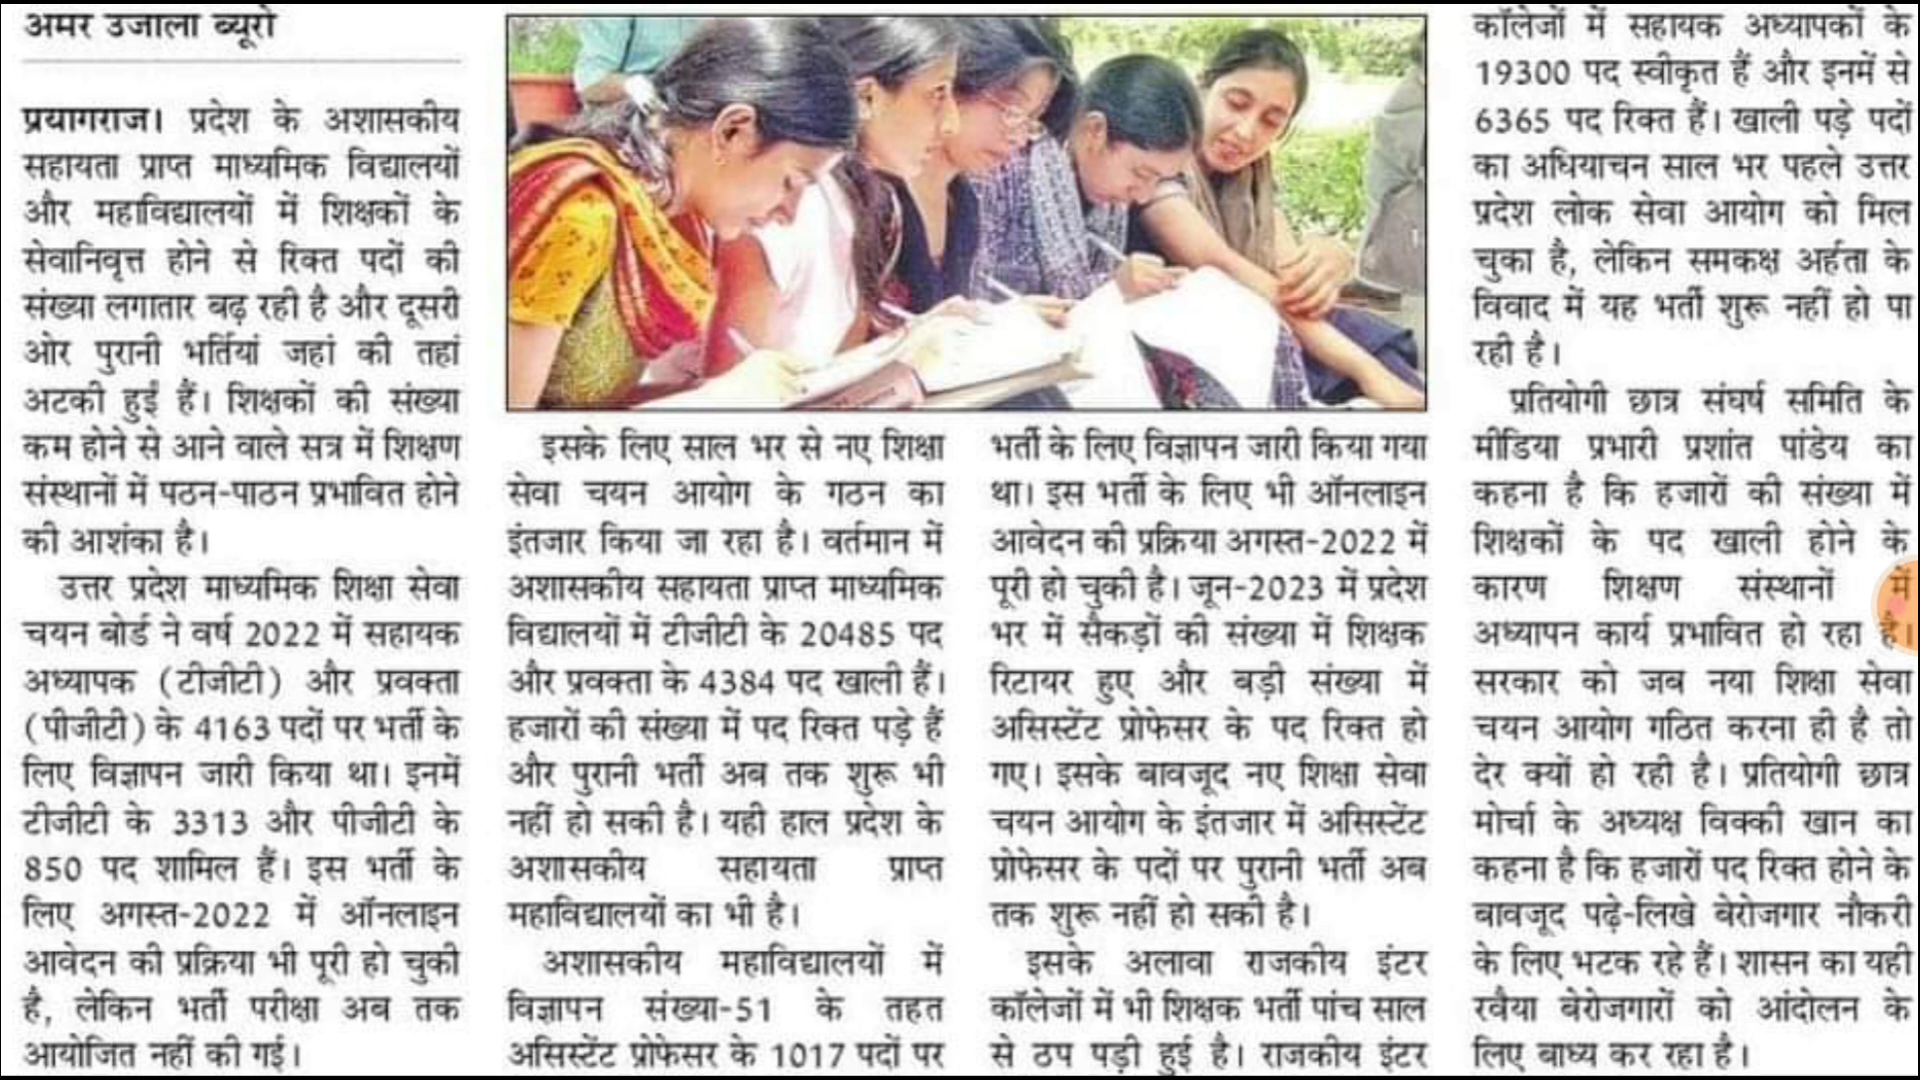 अमर उजाला ब्यूरो
प्रयागराज। प्रदेश के अशासकीय
सहायता प्राप्त माध्यमिक विद्यालयों
और महाविद्यालयों में शिक्षकों के
सेवानिवृत्त होने से रिक्त पदों की
संख्या लगातार बढ़ रही है और दूसरी
ओर पुरानी भर्तियां जहां की तहां
अटकी हुई हैं। शिक्षकों की संख्या
कम होने से आने वाले सत्र में शिक्षण
संस्थानों में पठन-पाठन प्रभावित होने
की आशंका है।
उत्तर प्रदेश माध्यमिक शिक्षा सेवा
चयन बोर्ड ने वर्ष 2022 में सहायक
अध्यापक (टीजीटी) और प्रवक्ता
(पीजीटी) के 4163 पदों पर भर्ती के
लिए विज्ञापन जारी किया था। इनमें
टीजीटी के 3313 और पीजीटी के
850 पद शामिल हैं। इस भर्ती के
लिए अगस्त-2022 में ऑनलाइन
आवेदन की प्रक्रिया भी पूरी हो चुकी
है, लेकिन भर्ती परीक्षा अब तक
आयोजित नहीं की गई।
इसके लिए साल भर से नए शिक्षा
सेवा चयन आयोग के गठन का
इंतजार किया जा रहा है। वर्तमान में
अशासकीय सहायता प्राप्त माध्यमिक
विद्यालयों में टीजीटी के 20485 पद
और प्रवक्ता के 4384 पद खाली हैं।
हजारों की संख्या में पद रिक्त पड़े हैं
और पुरानी भर्ती अब तक शुरू भी
नहीं हो सकी है। यही हाल प्रदेश के
अशासकीय सहायता प्राप्त
महाविद्यालयों का भी है।
अशासकीय महाविद्यालयों में
विज्ञापन संख्या-51 के तहत
असिस्टेंट प्रोफेसर के 1017 पदों पर
भर्ती के लिए विज्ञापन जारी किया गया
था। इस भर्ती के लिए भी ऑनलाइन
आवेदन की प्रक्रिया अगस्त-2022 में
पूरी हो चुकी है। जून-2023 में प्रदेश
भर में सैकड़ों की संख्या में शिक्षक
रिटायर हुए और बड़ी संख्या में
असिस्टेंट प्रोफेसर के पद रिक्त हो
गए। इसके बावजूद नए शिक्षा सेवा
चयन आयोग के इंतजार में असिस्टेंट
प्रोफेसर के पदों पर पुरानी भर्ती अब
तक शुरू नहीं हो सकी है।
इसके अलावा राजकीय इंटर
कॉलेजों में भी शिक्षक भर्ती पांच साल
से ठप पड़ी हुई है। राजकीय इंटर
कॉलेजों में सहायक अध्यापकों के
19300 पद स्वीकृत हैं और इनमें से
6365 पद रिक्त हैं। खाली पड़े पदों
का अधियाचन साल भर पहले उत्तर
प्रदेश लोक सेवा आयोग को मिल
चुका है, लेकिन समकक्ष अर्हता के
विवाद में यह भर्ती शुरू नहीं हो पा
रही है।
प्रतियोगी छात्र संघर्ष समिति के
मीडिया प्रभारी प्रशांत पांडेय का
कहना है कि हजारों की संख्या में
शिक्षकों के पद खाली होने के
कारण शिक्षण संस्थानों में
अध्यापन कार्य प्रभावित हो रहा है।
सरकार को जब नया शिक्षा सेवा
चयन आयोग गठित करना ही है तो
देर क्यों हो रही है। प्रतियोगी छात्र
मोर्चा के अध्यक्ष विक्की खान का
कहना है कि हजारों पद रिक्त होने के
बावजूद पढ़े-लिखे बेरोजगार नौकरी
के लिए भटक रहे हैं। शासन का यही
रवैया बेरोजगारों को आंदोलन के
लिए बाध्य कर रहा है।